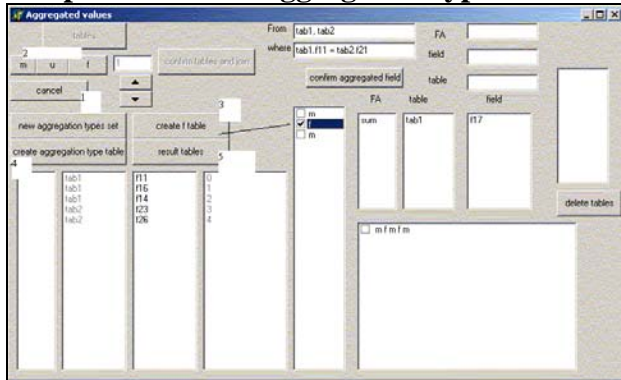 Aggregated values
tables
From tab1, tab2 FA
2
m u f 1 confirm tables and join where tab1.f11 = tab2.f21 field
confirm aggregated field table
cancel
1
3 FA table field
new aggregation types set create f table m sum tab1 f17
f
create aggregation type table result tables m
4 5
delete tables
tab1 f11 0
tab1 f16 1
tab1 f14 2
tab2 f23 3
tab2 f26 4
m f m f m